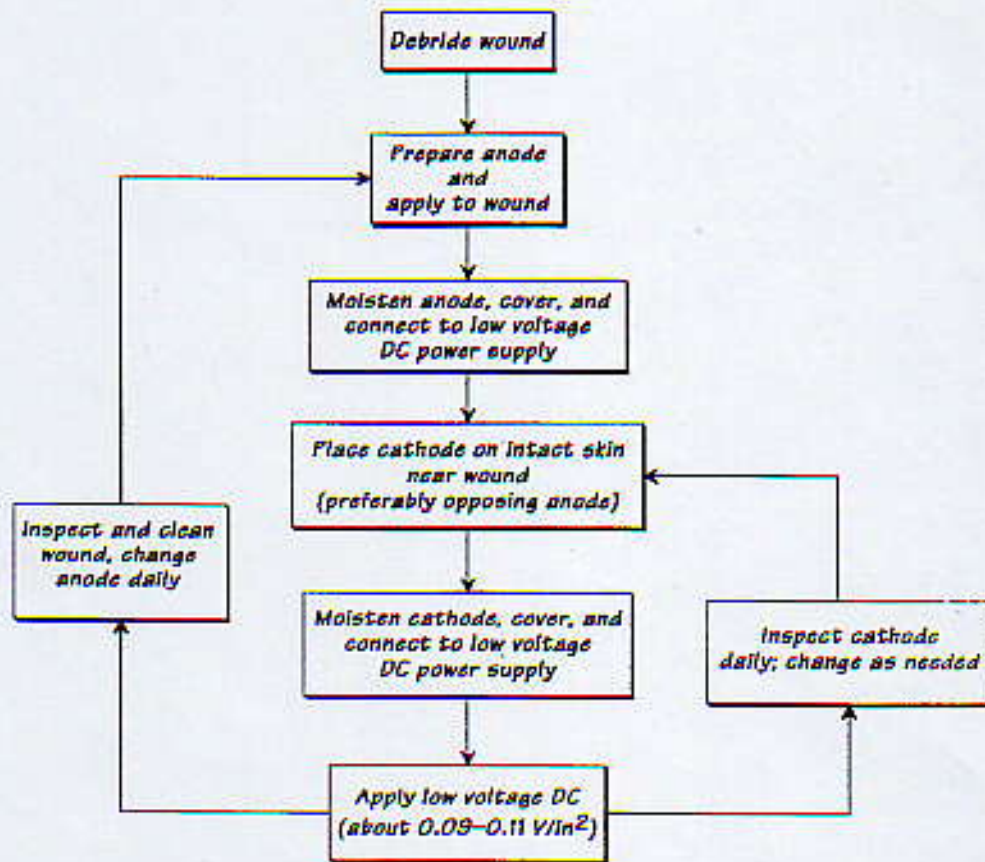 Debride wound
Prepare anode
and
apply to wound
Moisten anode, cover, and
connect to low voltage
DC power supply
Place cathode on intact skin
near wound
(preferably opposing anode)
Inspect and clean
wound, change
anode daily
Moisten cathode, cover, and
connect to low voltage
DC power supply
Inspect cathode
daily; change as needed
Apply low voltage DC
(about 0.09–0.11 V/in²)